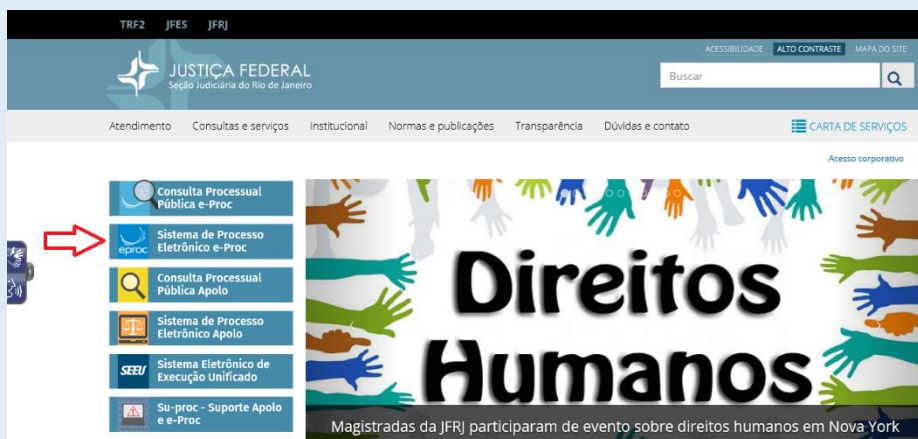 TRF2 JFES JFRJ
ACESSIBILIDADE ALTO CONTRASTE MAPA DO SITE
JUSTIÇA FEDERAL
Seção Judiciária do Rio de Janeiro
Buscar
Atendimento Consultas e serviços Institucional Normas e publicações Transparência Dúvidas e contato CARTA DE SERVIÇOS
Acesso corporativo
Consulta Processual
Pública e-Proc
eproc
Sistema de Processo
Eletrônico e-Proc
Consulta Processual
Pública Apolo
Sistema de Processo
Eletrônico Apolo
SEEU
Sistema Eletrônico de
Execução Unificado
Su-proc - Suporte Apolo
e e-Proc
Direitos
Humanos
Magistradas da JFRJ participaram de evento sobre direitos humanos em Nova York